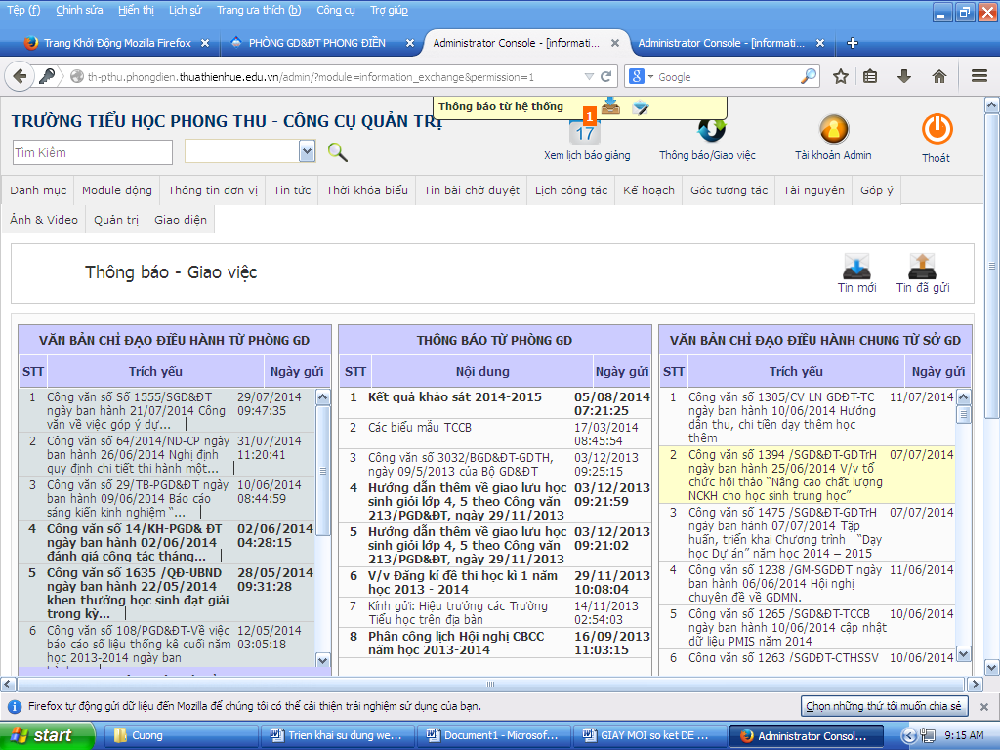 Tệp (f) Chỉnh sửa Hiển thị Lịch sử Trang ưa thích (b) Công cụ Trợ giúp
Trang Khởi Động Mozilla Firefox × PHÒNG GD&ĐT PHONG ĐIỀN × Administrator Console - [informati... × Administrator Console - [informati... × +
th-pthu.phongdien.thuathienhue.edu.vn/admin/?module=information_exchange&permission=1 Google
Thông báo từ hệ thống
TRƯỜNG TIỂU HỌC PHONG THU - CÔNG CỤ QUẢN TRỊ
1
17
Tìm Kiếm
Xem lịch báo giảng Thông báo/Giao việc Tài khoản Admin Thoát
Danh mục Module động Thông tin đơn vị Tin tức Thời khóa biểu Tin bài chờ duyệt Lịch công tác Kế hoạch Góc tương tác Tài nguyên Góp ý
Ảnh & Video Quản trị Giao diện
Thông báo - Giao việc
Tin mới Tin đã gửi
VĂN BẢN CHỈ ĐẠO ĐIỀU HÀNH TỪ PHÒNG GD
STT Trích yếu Ngày gửi
1 Công văn số Số 1555/SGD&ĐT 29/07/2014
ngày ban hành 21/07/2014 Công 09:47:35
văn về việc góp ý dự... |
2 Công văn số 64/2014/ND-CP ngày 31/07/2014
ban hành 26/06/2014 Nghị định 11:20:41
quy định chi tiết thi hành một... |
3 Công văn số 29/TB-PGD&ĐT ngày 10/06/2014
ban hành 09/06/2014 Báo cáo 08:44:59
sáng kiến kinh nghiệm “... |
4 Công văn số 14/KH-PGD& ĐT 02/06/2014
ngày ban hành 02/06/2014 04:28:15
đánh giá công tác tháng... |
5 Công văn số 1635 /QĐ-UBND 28/05/2014
ngày ban hành 22/05/2014 09:31:28
khen thưởng học sinh đạt giải
trong kỳ... |
6 Công văn số 108/PGD&ĐT-Về việc 12/05/2014
báo cáo số liệu thống kê cuối năm 03:05:18
học 2013-2014 ngày ban
THÔNG BÁO TỪ PHÒNG GD
STT Nội dung Ngày gửi
1 Kết quả khảo sát 2014-2015 05/08/2014
07:21:25
2 Các biểu mẫu TCCB 17/03/2014
08:45:54
3 Công văn số 3032/BGD&ĐT-GDTH, 03/12/2013
ngày 09/5/2013 của Bộ GD&ĐT 09:25:15
4 Hướng dẫn thêm về giao lưu học 03/12/2013
sinh giỏi lớp 4, 5 theo Công văn 09:21:59
213/PGD&ĐT, ngày 29/11/2013
5 Hướng dẫn thêm về giao lưu học 03/12/2013
sinh giỏi lớp 4, 5 theo Công văn 09:21:02
213/PGD&ĐT, ngày 29/11/2013
6 V/v Đăng kí đề thi học kì 1 năm 29/11/2013
học 2013 - 2014 10:08:04
7 Kính gửi: Hiệu trưởng các Trường 14/11/2013
Tiểu học trên địa bàn 02:54:03
8 Phân công lịch Hội nghị CBCC 16/09/2013
năm học 2013-2014 11:03:15
VĂN BẢN CHỈ ĐẠO ĐIỀU HÀNH CHUNG TỪ SỞ GD
STT Trích yếu Ngày gửi
1 Công văn số 1305/CV LN GDĐT-TC 11/07/2014
ngày ban hành 10/06/2014 Hướng
dẫn thu, chi tiền dạy thêm học
thêm
2 Công văn số 1394 /SGD&ĐT-GDTrH 07/07/2014
ngày ban hành 25/06/2014 V/v tổ
chức hội thảo “Nâng cao chất lượng
NCKH cho học sinh trung học”
3 Công văn số 1475 /SGD&ĐT-GDTrH 07/07/2014
ngày ban hành 07/07/2014 Tập
huấn, triển khai Chương trình “Dạy
học Dự án” năm học 2014 – 2015
4 Công văn số 1238 /GM-SGDĐT ngày 11/06/2014
ban hành 06/06/2014 Hội nghị
chuyên đề về GDMN.
5 Công văn số 1265 /SGDĐT-TCCB 10/06/2014
ngày ban hành 10/06/2014 cập nhật
dữ liệu PMIS năm 2014
6 Công văn số 1263 /SGDĐT-CTHSSV 10/06/2014
Firefox tự động gửi dữ liệu đến Mozilla để chúng tôi có thể cải thiện trải nghiệm sử dụng của bạn. Chọn những thứ tôi muốn chia sẻ ×
start Cuong Trien khai su dung we... Document1 - Microsof... GIAY MOI so ket DE ... Administrator Consol... 9:15 AM